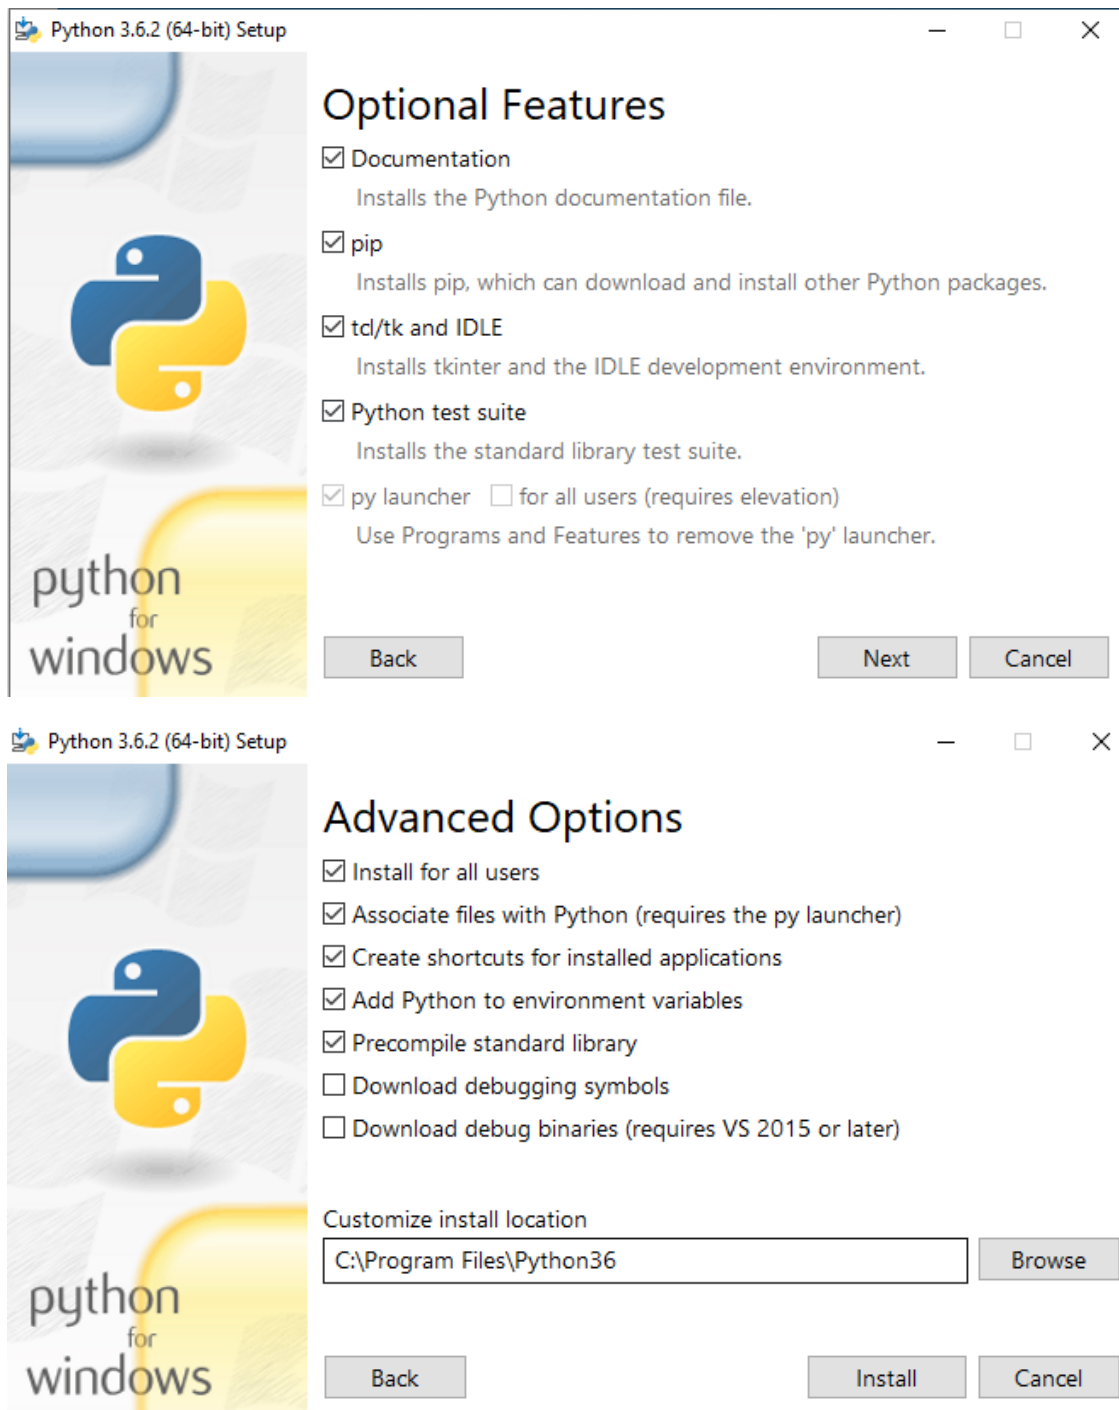 Python 3.6.2 (64-bit) Setup
Optional Features
Documentation
Installs the Python documentation file.
pip
Installs pip, which can download and install other Python packages.
tcl/tk and IDLE
Installs tkinter and the IDLE development environment.
Python test suite
Installs the standard library test suite.
py launcher for all users (requires elevation)
Use Programs and Features to remove the 'py' launcher.
python
for
windows
Back Next Cancel
Python 3.6.2 (64-bit) Setup
Advanced Options
Install for all users
Associate files with Python (requires the py launcher)
Create shortcuts for installed applications
Add Python to environment variables
Precompile standard library
Download debugging symbols
Download debug binaries (requires VS 2015 or later)
Customize install location
C:\Program Files\Python36 Browse
python
for
windows
Back Install Cancel